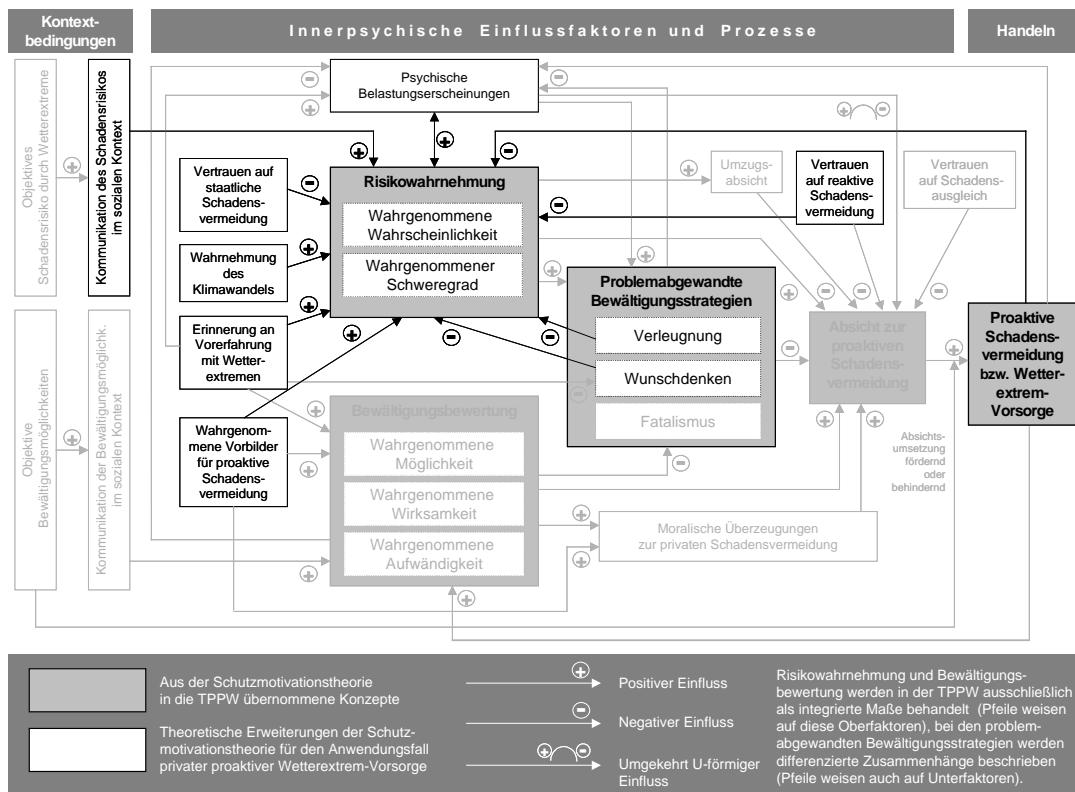 Kontext-
bedingungen
Innerpsychische Einflussfaktoren und Prozesse
Handeln
Objektives
Schadensrisiko durch Wetterextreme
+
Kommunikation des Schadensrisikos
im sozialen Kontext
Objektive
Bewältigungsmöglichkeiten
+
Kommunikation der Bewältigungsmöglichk.
im sozialen Kontext
Psychische
Belastungserscheinungen
Vertrauen auf
staatliche
Schadens-
vermeidung
Wahrnehmung
des
Klimawandels
Erinnerung an
Vorerfahrung
mit Wetter-
extremen
Wahrgenom-
mene Vorbilder
für proaktive
Schadens-
vermeidung
Risikowahrnehmung
Wahrgenommene
Wahrscheinlichkeit
Wahrgenommener
Schweregrad
Bewältigungsbewertung
Wahrgenommene
Möglichkeit
Wahrgenommene
Wirksamkeit
Wahrgenommene
Aufwändigkeit
Problemabgewandte
Bewältigungsstrategien
Verleugnung
Wunschdenken
Fatalismus
Umzugs-
absicht
Vertrauen
auf reaktive
Schadens-
vermeidung
Vertrauen
auf Schadens-
ausgleich
Absicht zur
proaktiven
Schadens-
vermeidung
Moralische Überzeugungen
zur privaten Schadensvermeidung
Absichts-
umsetzung
fördernd
oder
behindernd
Proaktive
Schadens-
vermeidung
bzw. Wetter-
extrem-
Vorsorge
Aus der Schutzmotivationstheorie
in die TPPW übernommene Konzepte
Theoretische Erweiterungen der Schutz-
motivationstheorie für den Anwendungsfall
privater proaktiver Wetterextrem-Vorsorge
+
Positiver Einfluss
−
Negativer Einfluss
+ −
Umgekehrt U-förmiger
Einfluss
Risikowahrnehmung und Bewältigungs-
bewertung werden in der TPPW ausschließlich
als integrierte Maße behandelt (Pfeile weisen
auf diese Oberfaktoren), bei den problem-
abgewandten Bewältigungsstrategien werden
differenzierte Zusammenhänge beschrieben
(Pfeile weisen auch auf Unterfaktoren).